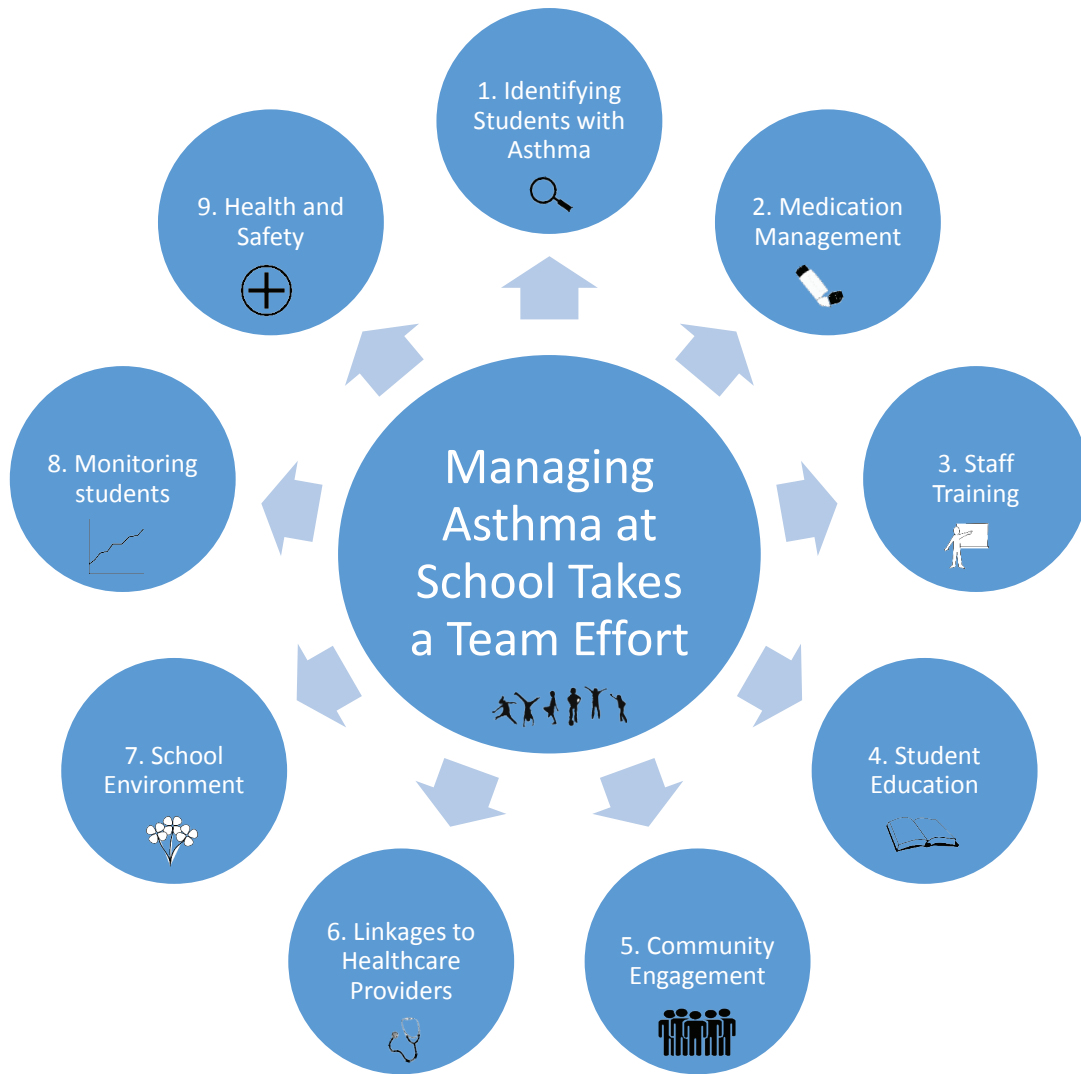 Managing
Asthma at
School Takes
a Team Effort
1. Identifying
Students with
Asthma
2. Medication
Management
3. Staff
Training
4. Student
Education
5. Community
Engagement
6. Linkages to
Healthcare
Providers
7. School
Environment
8. Monitoring
students
9. Health and
Safety